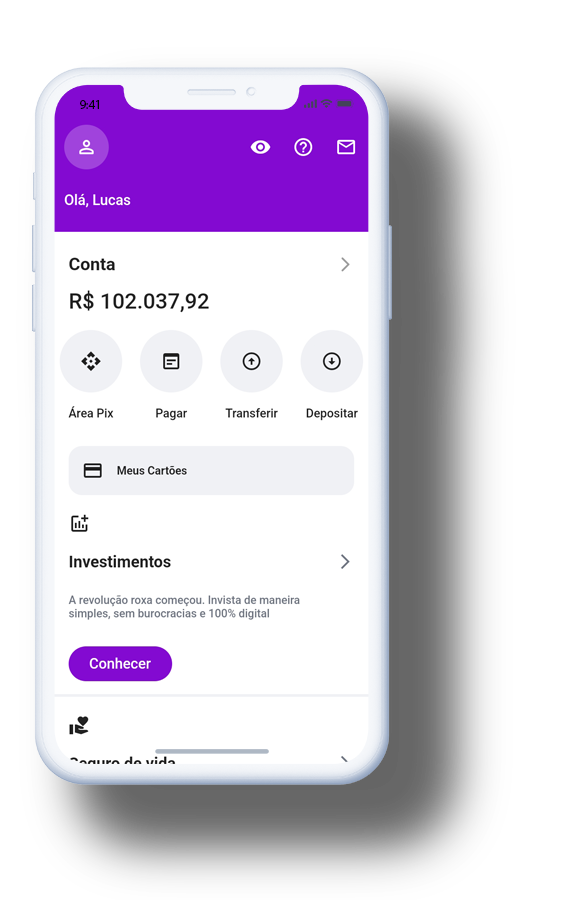 9:41
Olá, Lucas
Conta
R$ 102.037,92
Área Pix
Pagar
Transferir
Depositar
Meus Cartões
Investimentos
A revolução roxa começou. Invista de maneira
simples, sem burocracias e 100% digital
Conhecer
Seguro de vida